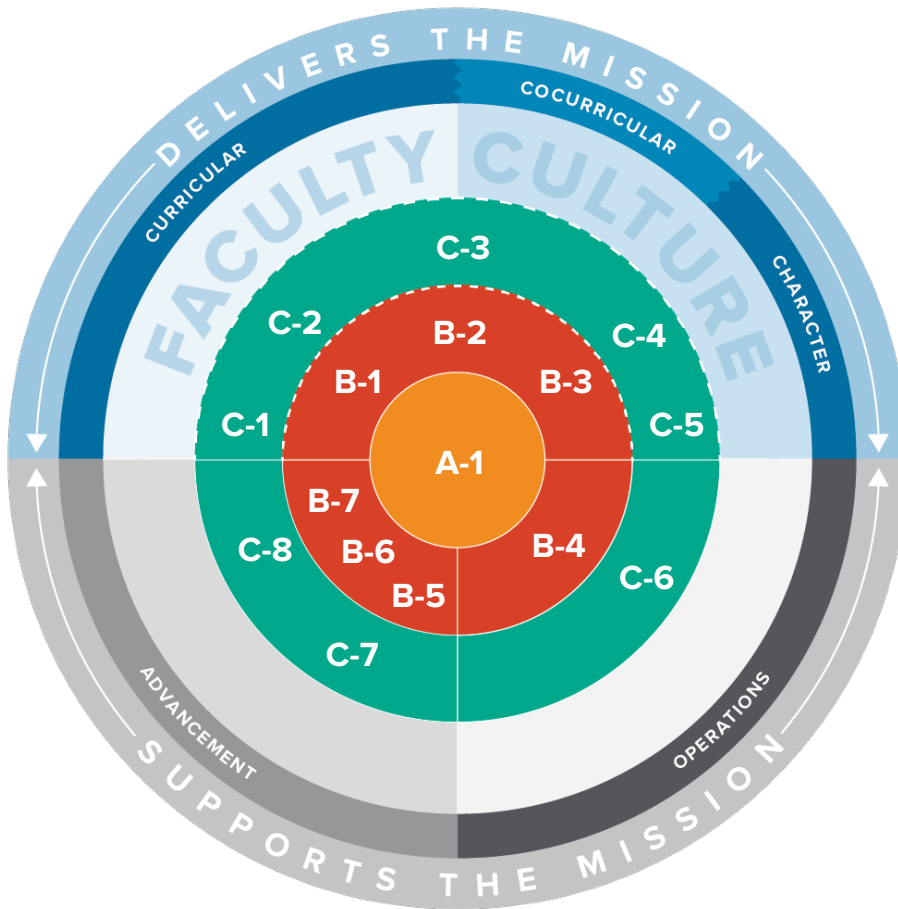 DELIVERS THE MISSION
CURRICULAR
COCURRICULAR
CHARACTER
FACULTY
CULTURE
C-3
C-2
C-4
C-1
C-5
B-2
B-1
B-3
A-1
B-7
B-6
B-5
B-4
C-8
C-6
C-7
ADVANCEMENT
OPERATIONS
SUPPORTS THE MISSION